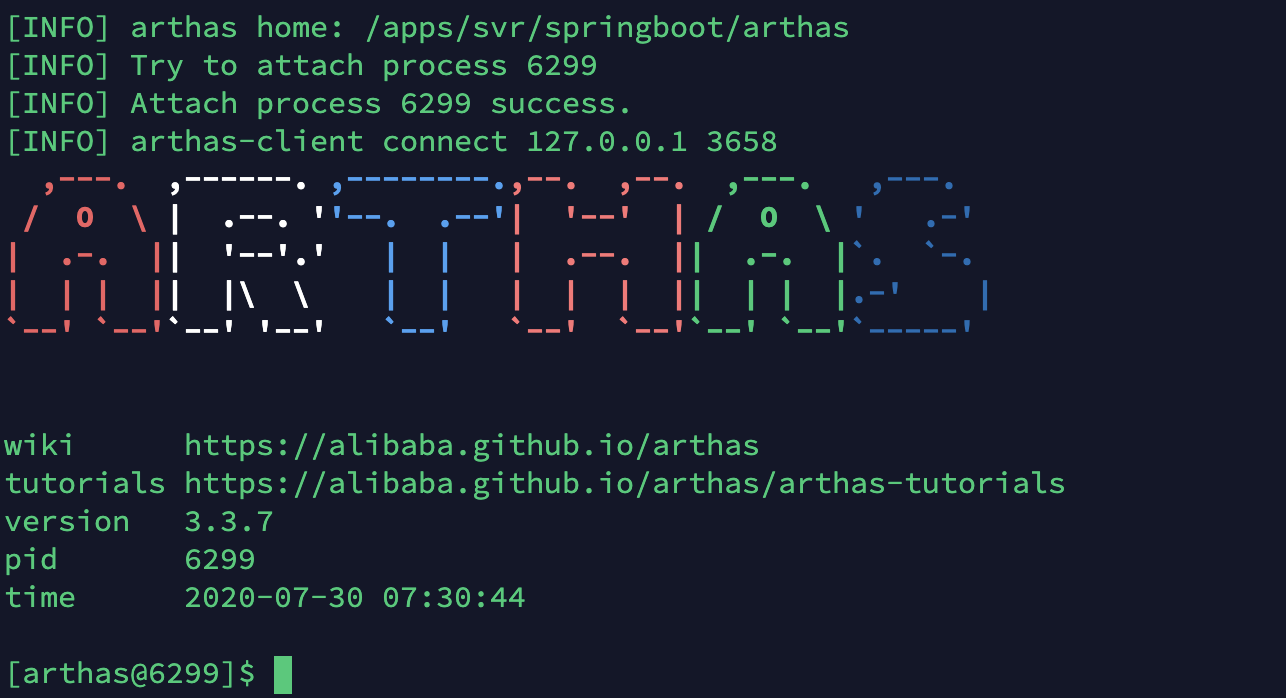 [INFO] arthas home: /apps/svr/springboot/arthas
[INFO] Try to attach process 6299
[INFO] Attach process 6299 success.
[INFO] arthas-client connect 127.0.0.1 3658
ARTHAS
wiki https://alibaba.github.io/arthas
tutorials https://alibaba.github.io/arthas/arthas-tutorials
version 3.3.7
pid 6299
time 2020-07-30 07:30:44
[arthas@6299]$